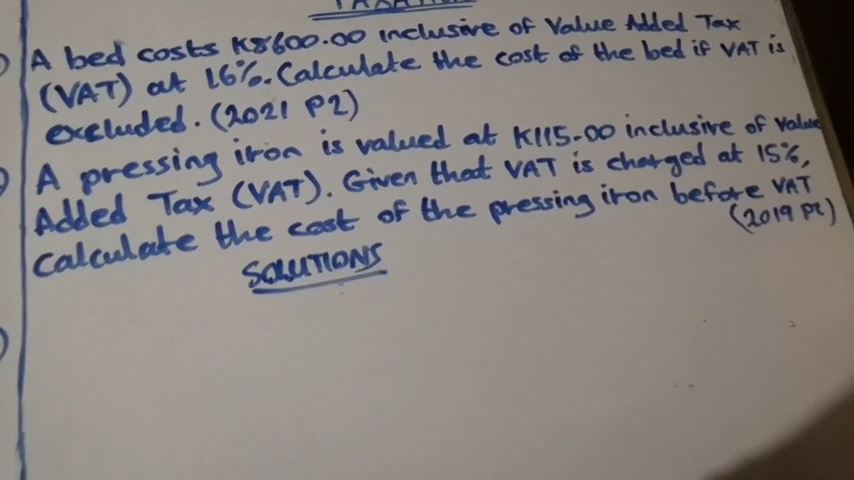 TAXATION
A bed costs K8600.00 inclusive of Value Added Tax
(VAT) at 16%. Calculate the cost of the bed if VAT is
excluded. (2021 P2)
A pressing iron is valued at K115-00 inclusive of Value
Added Tax (VAT). Given that VAT is charged at 15%,
Calculate the cost of the pressing iron before VAT
(2019 P2)
SOLUTIONS